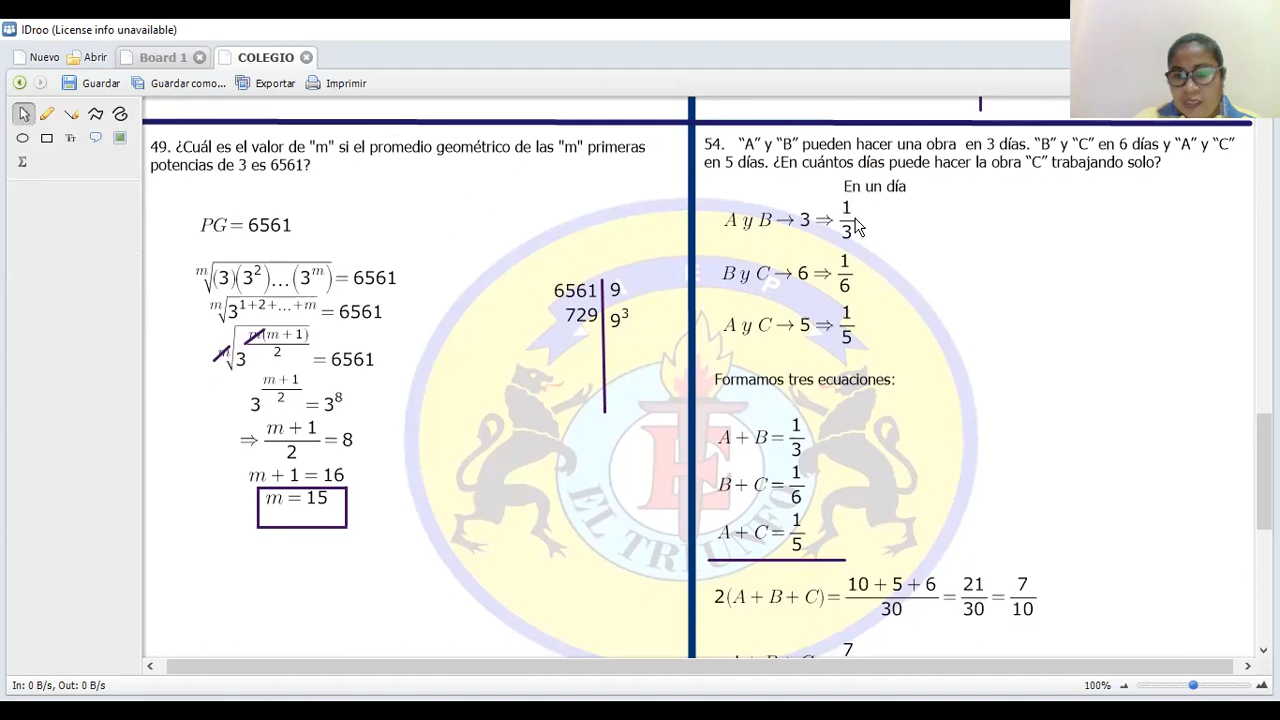 IDroo (License info unavailable)
Nuevo Abrir Board 1 COLEGIO
Guardar Guardar como... Exportar Imprimir
49. ¿Cuál es el valor de "m" si el promedio geométrico de las "m" primeras
potencias de 3 es 6561?
PG = 6561
ᵐ√(3)(3²)...(3ᵐ) = 6561
ᵐ√3^(1+2+...+m) = 6561
ᵐ√3^(m(m+1)/2) = 6561
3^((m+1)/2) = 3⁸
⇒ (m+1)/2 = 8
m + 1 = 16
m = 15
6561 | 9
729 | 9³
54. “A” y “B” pueden hacer una obra en 3 días. “B” y “C” en 6 días y “A” y “C”
en 5 días. ¿En cuántos días puede hacer la obra “C” trabajando solo?
En un día
A y B → 3 ⇒ 1/3
B y C → 6 ⇒ 1/6
A y C → 5 ⇒ 1/5
Formamos tres ecuaciones:
A + B = 1/3
B + C = 1/6
A + C = 1/5
2(A + B + C) = (10 + 5 + 6)/30 = 21/30 = 7/10
7
I E P
E
EL TRIUNFO
In: 0 B/s, Out: 0 B/s
100%